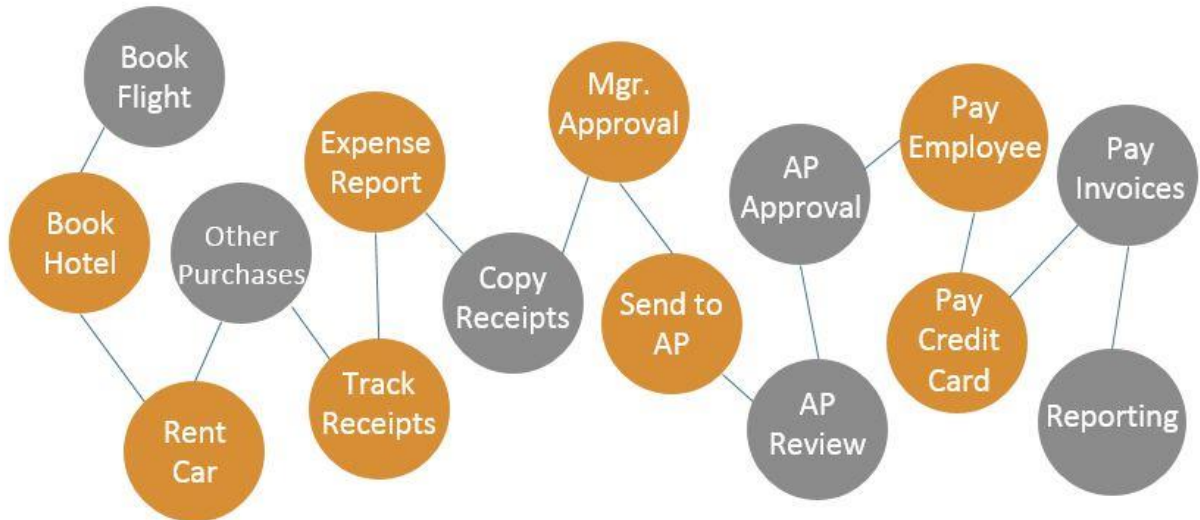 Book
Flight
Book
Hotel
Rent
Car
Other
Purchases
Track
Receipts
Expense
Report
Copy
Receipts
Mgr.
Approval
Send to
AP
AP
Review
AP
Approval
Pay
Employee
Pay
Credit
Card
Pay
Invoices
Reporting